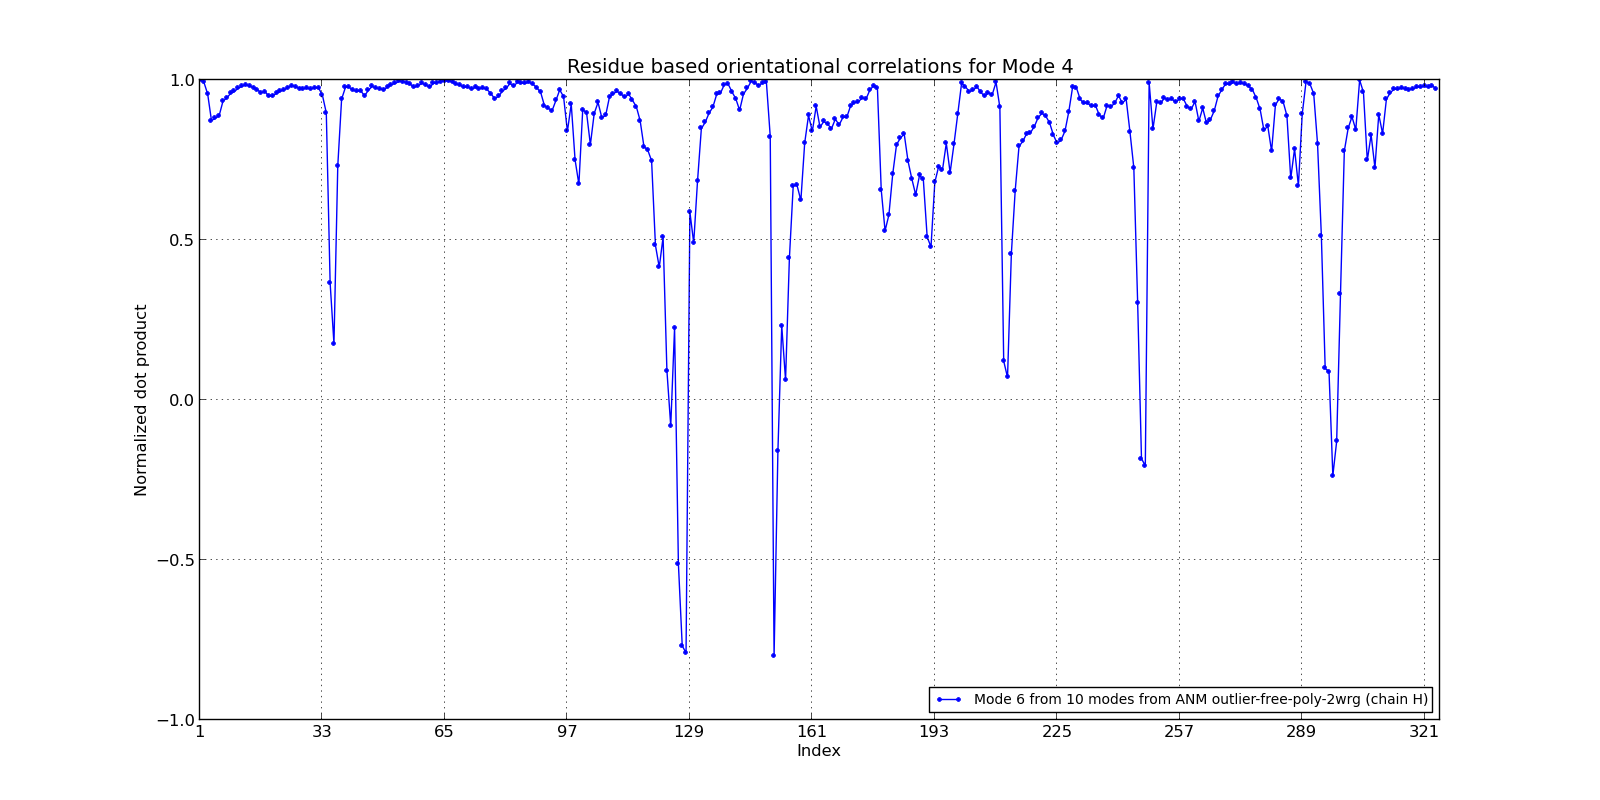 Residue based orientational correlations for Mode 4
1.0
0.5
0.0
−0.5
−1.0
Normalized dot product
Mode 6 from 10 modes from ANM outlier-free-poly-2wrg (chain H)
1 33 65 97 129 161 193 225 257 289 321
Index